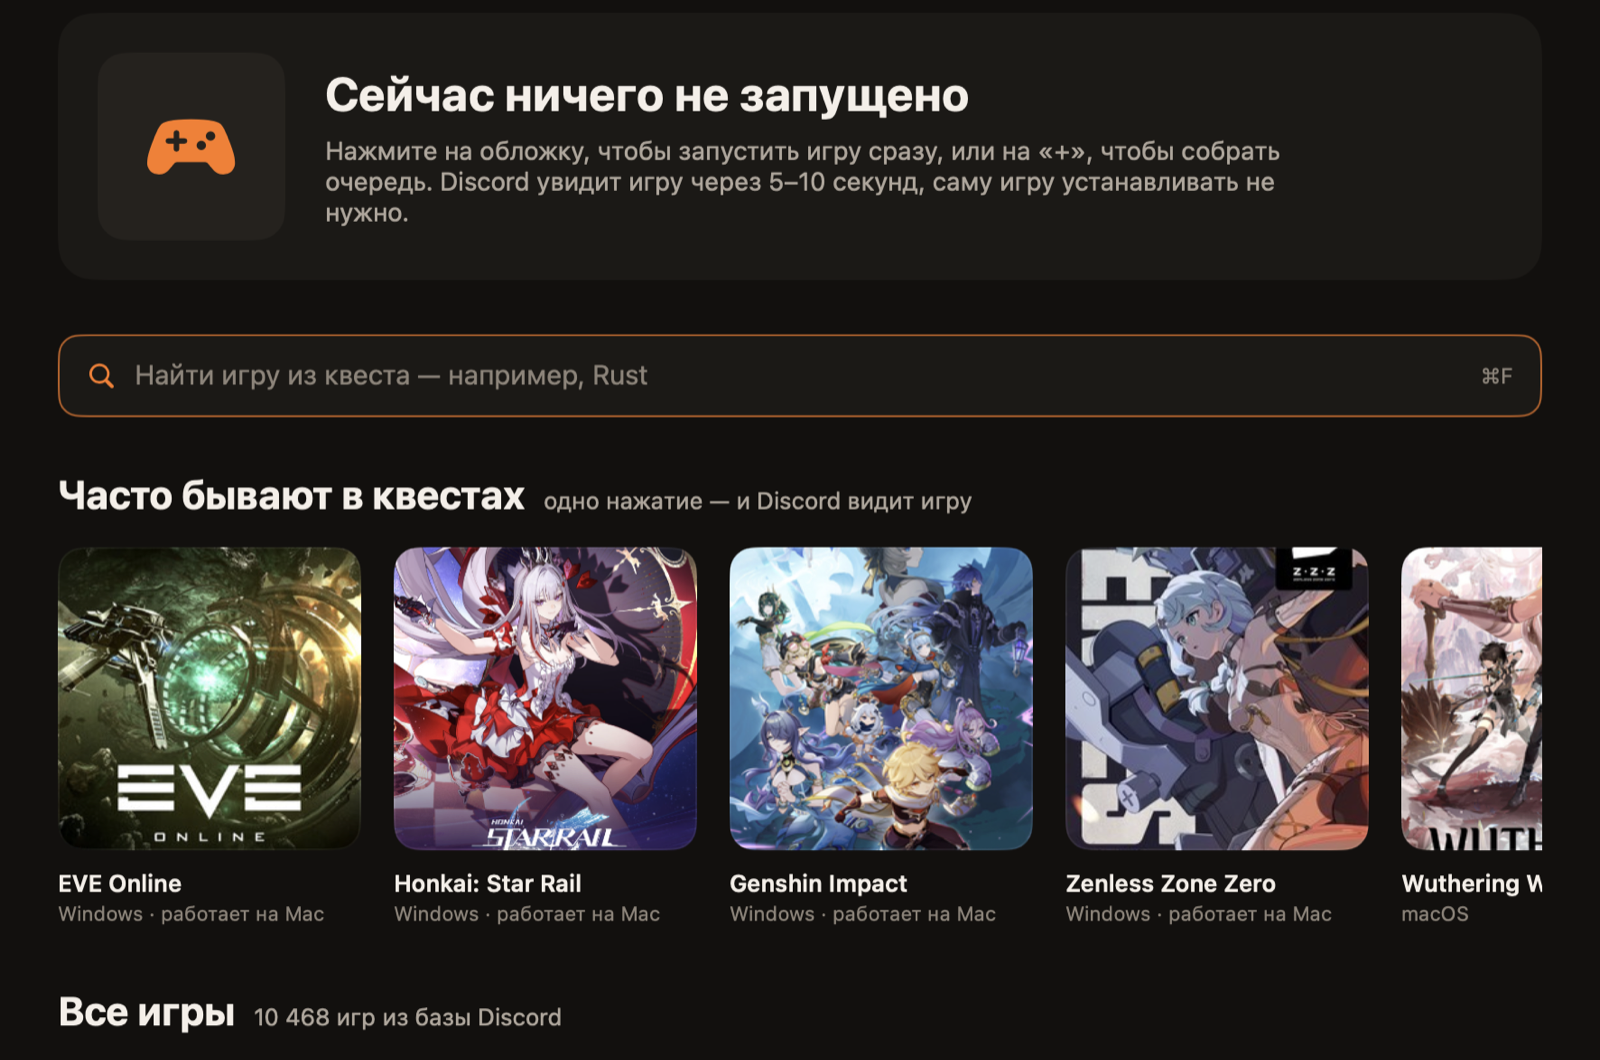 Сейчас ничего не запущено
Нажмите на обложку, чтобы запустить игру сразу, или на «+», чтобы собрать
очередь. Discord увидит игру через 5–10 секунд, саму игру устанавливать не
нужно.
Найти игру из квеста — например, Rust ⌘F
Часто бывают в квестах одно нажатие — и Discord видит игру
EVE
ONLINE
HONKAI
STAR RAIL
Z·Z·Z
WUTH
EVE Online
Windows · работает на Mac
Honkai: Star Rail
Windows · работает на Mac
Genshin Impact
Windows · работает на Mac
Zenless Zone Zero
Windows · работает на Mac
Wuthering W
macOS
Все игры 10 468 игр из базы Discord